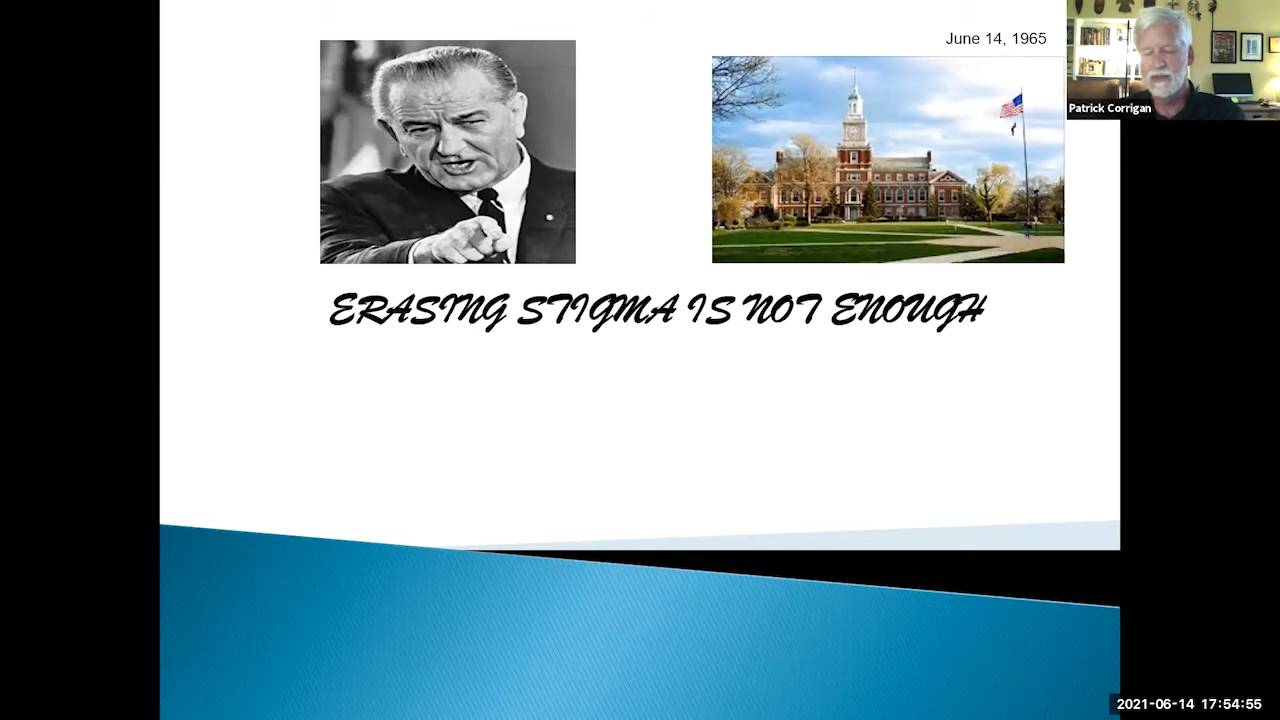 June 14, 1965
Patrick Corrigan
ERASING STIGMA IS NOT ENOUGH
2021-06-14 17:54:55